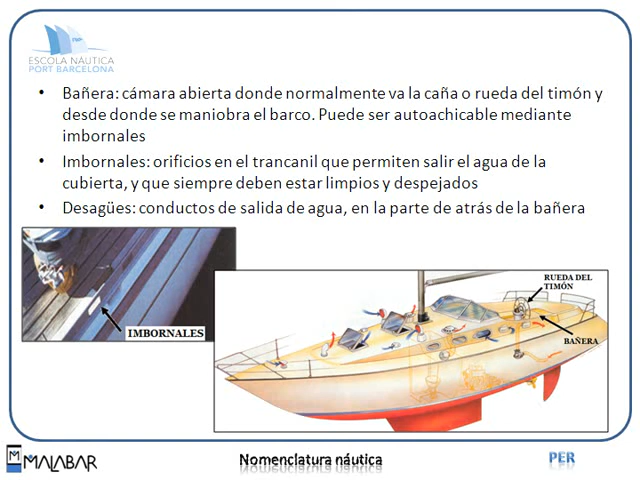 ESCOLA NÁUTICA
PORT BARCELONA
• Bañera: cámara abierta donde normalmente va la caña o rueda del timón y
desde donde se maniobra el barco. Puede ser autoachicable mediante
imbornales
• Imbornales: orificios en el trancanil que permiten salir el agua de la
cubierta, y que siempre deben estar limpios y despejados
• Desagües: conductos de salida de agua, en la parte de atrás de la bañera
IMBORNALES
RUEDA DEL
TIMÓN
BAÑERA
MALABAR
Nomenclatura náutica
PER